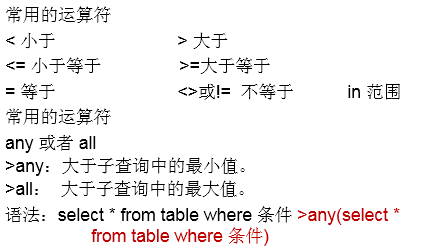 常用的运算符
< 小于 > 大于
<= 小于等于 >=大于等于
= 等于 <>或!= 不等于 in 范围
常用的运算符
any 或者 all
>any：大于子查询中的最小值。
>all： 大于子查询中的最大值。
语法：select * from table where 条件 >any(select *
from table where 条件)